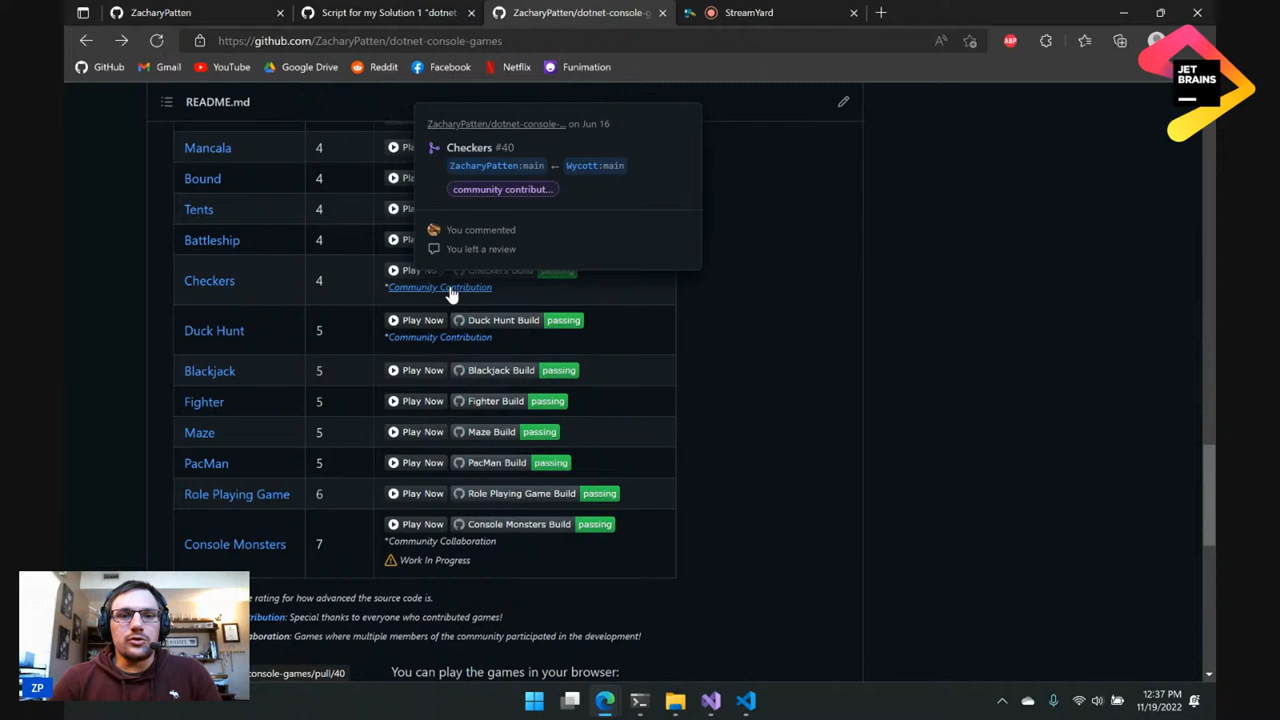 ZacharyPatten
Script for my Solution 1 "dotnet
ZacharyPatten/dotnet-console-g
StreamYard
https://github.com/ZacharyPatten/dotnet-console-games
ABP
GitHub
Gmail
YouTube
Google Drive
Reddit
Facebook
Netflix
Funimation
JET
BRAINS
README.md
ZacharyPatten/dotnet-console-... on Jun 16
Checkers #40
ZacharyPatten:main ← Wycott:main
community contribut...
You commented
You left a review
Mancala 4
Bound 4
Tents 4
Battleship 4
Checkers 4 Play No Checkers Build passing
*Community Contribution
Duck Hunt 5 Play Now Duck Hunt Build passing
*Community Contribution
Blackjack 5 Play Now Blackjack Build passing
Fighter 5 Play Now Fighter Build passing
Maze 5 Play Now Maze Build passing
PacMan 5 Play Now PacMan Build passing
Role Playing Game 6 Play Now Role Playing Game Build passing
Console Monsters 7 Play Now Console Monsters Build passing
*Community Collaboration
Work In Progress
rating for how advanced the source code is.
tribution: Special thanks to everyone who contributed games!
aboration: Games where multiple members of the community participated in the development!
console-games/pull/40
You can play the games in your browser:
ZP
12:37 PM
11/19/2022